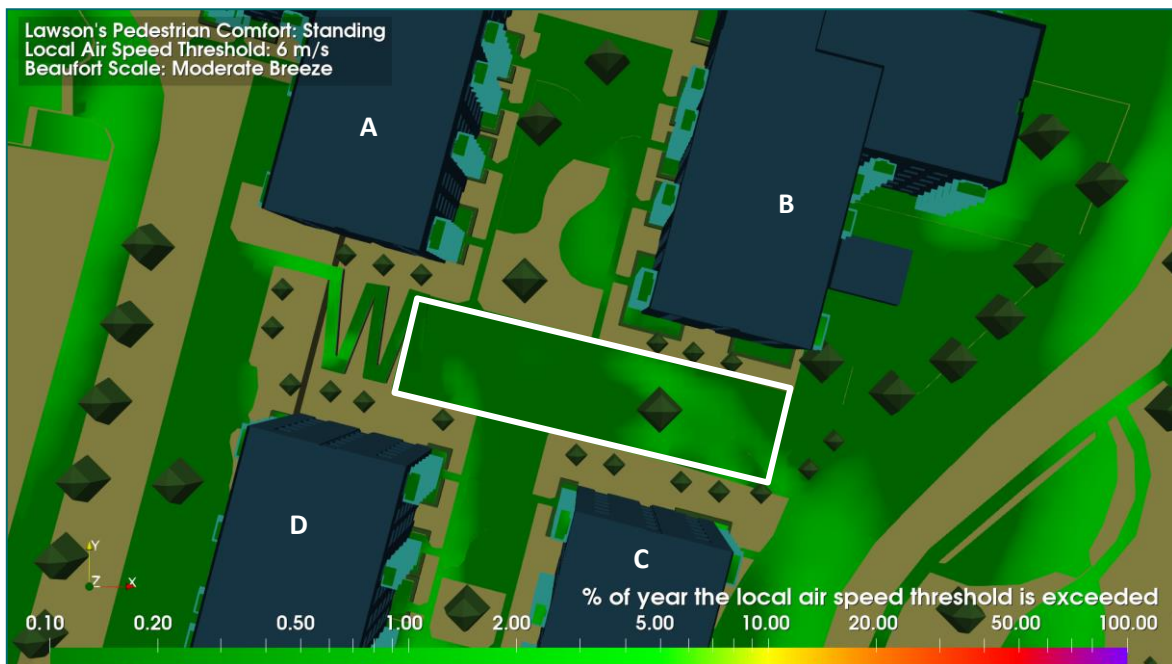 Lawson's Pedestrian Comfort: Standing
Local Air Speed Threshold: 6 m/s
Beaufort Scale: Moderate Breeze
A
B
D
C
Y
Z X
% of year the local air speed threshold is exceeded
0.10 0.20 0.50 1.00 2.00 5.00 10.00 20.00 50.00 100.00